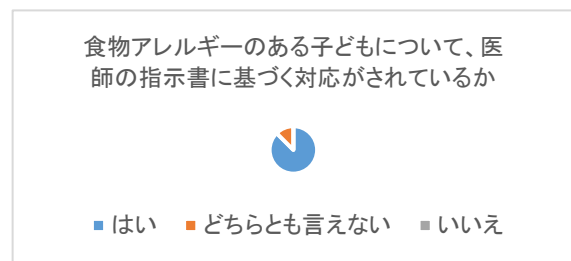 食物アレルギーのある子どもについて、医
師の指示書に基づく対応がされているか
はい どちらとも言えない いいえ